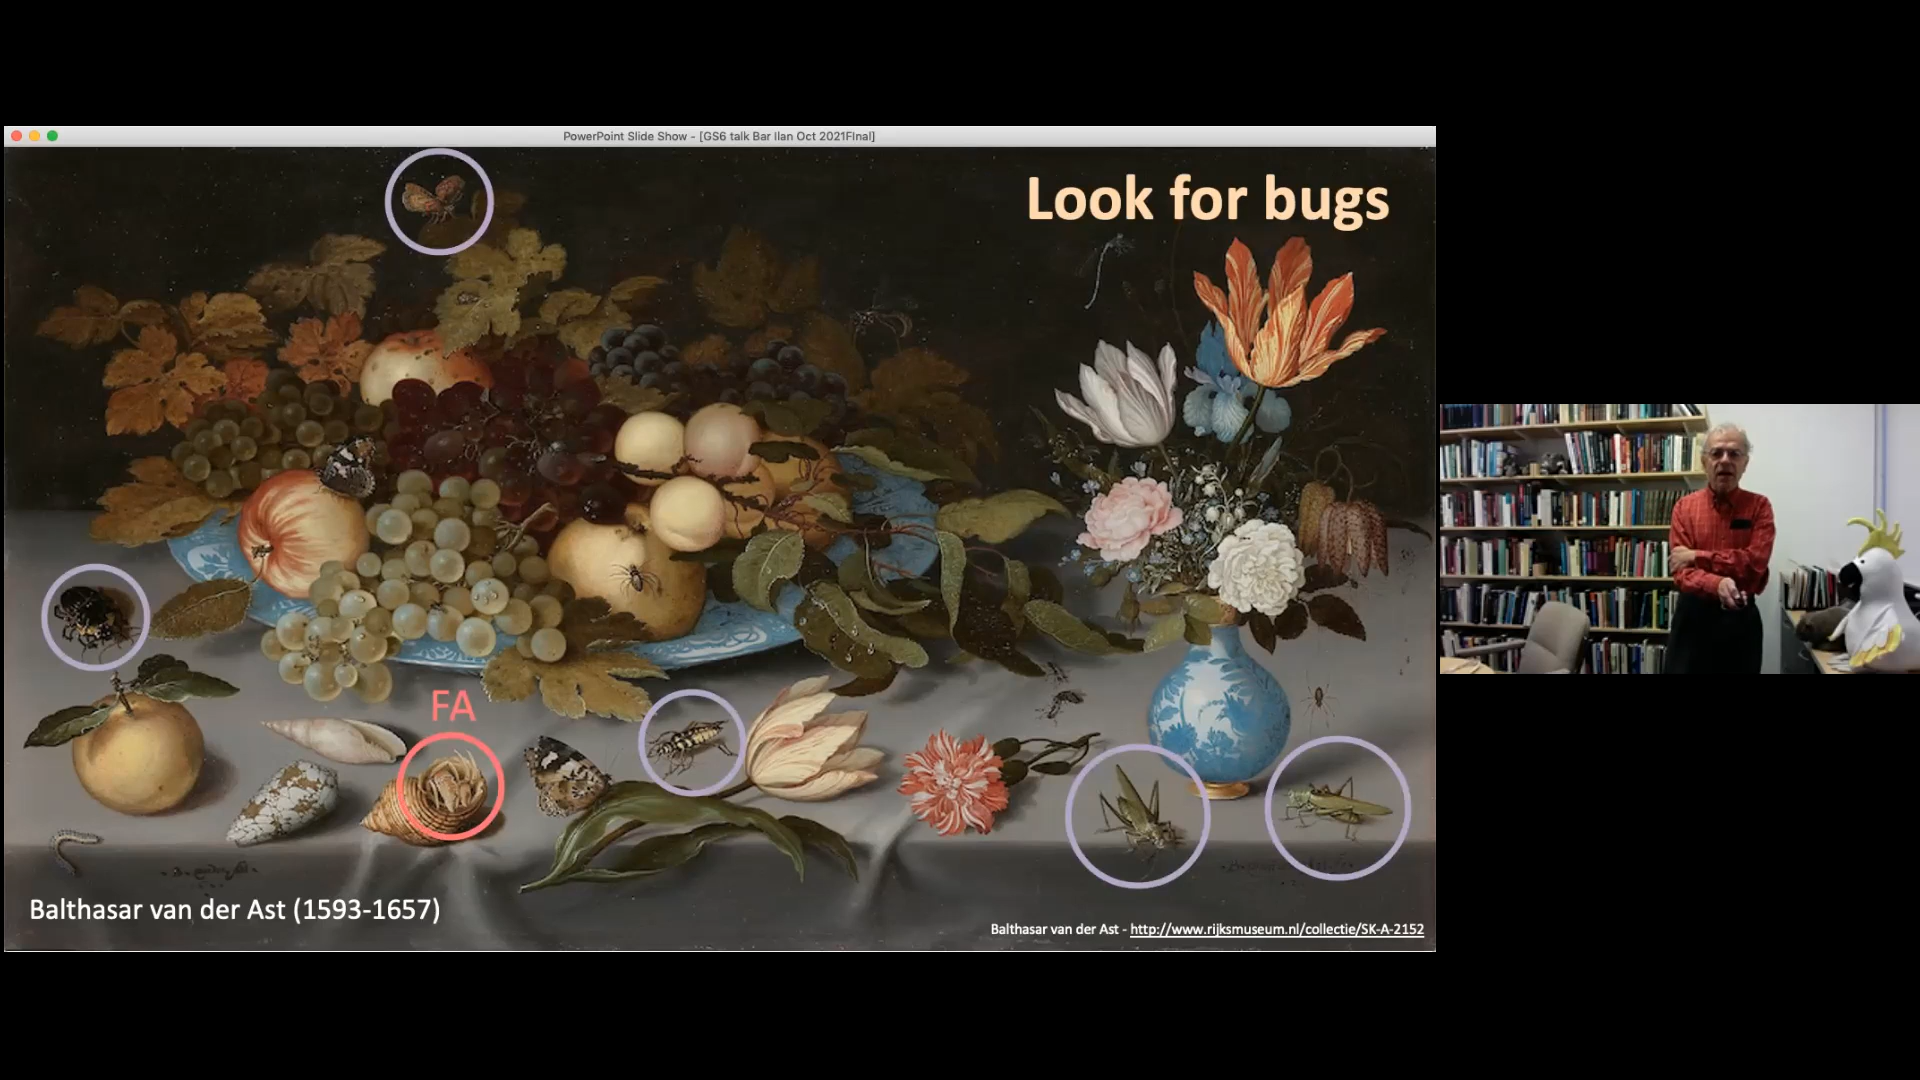 PowerPoint Slide Show - [GS6 talk Bar Ilan Oct 2021FInal]
Look for bugs
FA
Balthasar van der Ast (1593-1657)
Balthasar van der Ast - http://www.rijksmuseum.nl/collectie/SK-A-2152